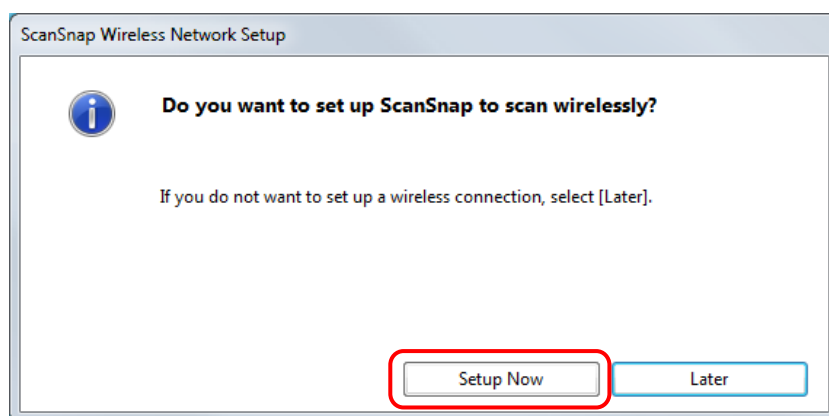 ScanSnap Wireless Network Setup
Do you want to set up ScanSnap to scan wirelessly?
If you do not want to set up a wireless connection, select [Later].
Setup Now
Later